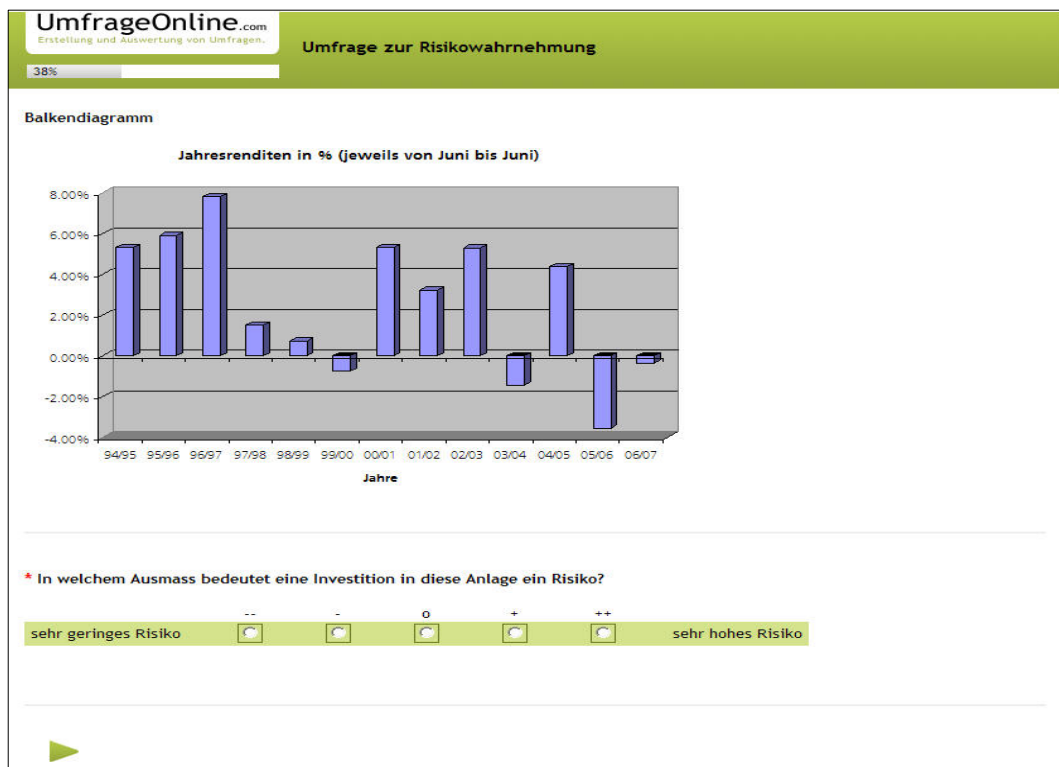 UmfrageOnline.com
Erstellung und Auswertung von Umfragen.
Umfrage zur Risikowahrnehmung
38%
Balkendiagramm
Jahresrenditen in % (jeweils von Juni bis Juni)
8.00%
6.00%
4.00%
2.00%
0.00%
-2.00%
-4.00%
94/95 95/96 96/97 97/98 98/99 99/00 00/01 01/02 02/03 03/04 04/05 05/06 06/07
Jahre
* In welchem Ausmass bedeutet eine Investition in diese Anlage ein Risiko?
-- - 0 + ++
sehr geringes Risiko sehr hohes Risiko